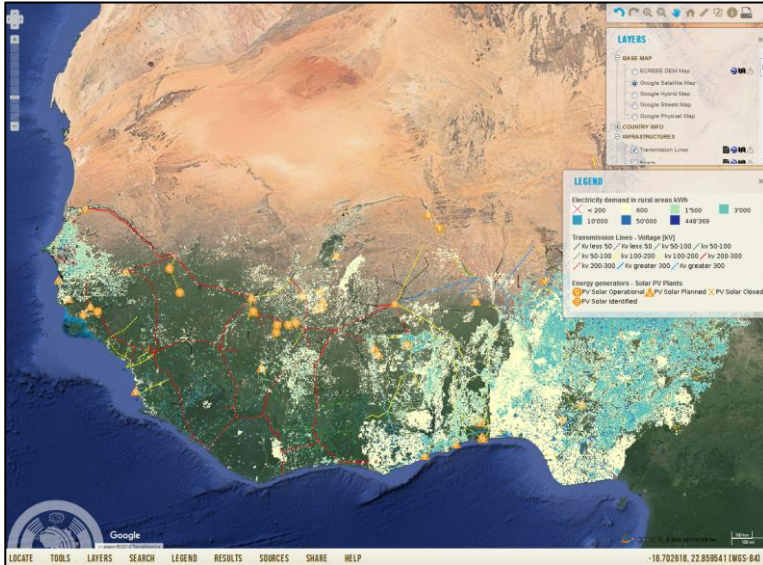 LAYERS
BASE MAP
ECREEE DEM Map
Google Satellite Map
Google Hybrid Map
Google Streets Map
Google Physical Map
COUNTRY INFO
INFRASTRUCTURES
Transmission Lines
LEGEND
Electricity demand in rural areas kWh
< 200 600 1'500 3'000
10'000 50'000 448'369
Transmission Lines - Voltage [kV]
Kv less 50 Kv less 50 kv 50-100 kv 50-100
kv 50-100 kv 100-200 kv 100-200 kv 200-300
kv 200-300 Kv greater 300 Kv greater 300
Energy generators - Solar PV Plants
PV Solar Operational PV Solar Planned PV Solar Closed
PV Solar Identified
Google
100 km
LOCATE TOOLS LAYERS SEARCH LEGEND RESULTS SOURCES SHARE HELP
-16.702618, 22.859541 [WGS-84]